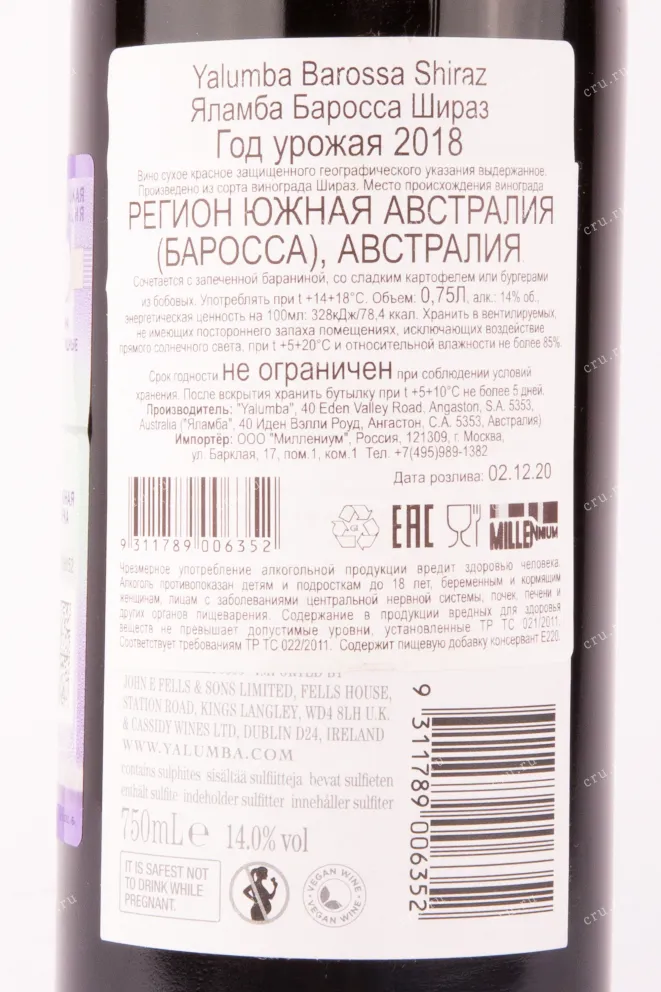 Yalumba Barossa Shiraz
Яламба Баросса Шираз
Год урожая 2018
Вино сухое красное защищенного географического указания выдержанное.
Произведено из сорта винограда Шираз. Место происхождения винограда
РЕГИОН ЮЖНАЯ АВСТРАЛИЯ
(БАРОССА), АВСТРАЛИЯ
Сочетается с запеченной бараниной, со сладким картофелем или бургерами
из бобовых. Употреблять при t +14+18°С. Объем: 0,75Л, алк.: 14% об.,
энергетическая ценность на 100мл: 328кДж/78,4 ккал. Хранить в вентилируемых,
не имеющих постороннего запаха помещениях, исключающих воздействие
прямого солнечного света, при t +5+20°С и относительной влажности не более 85%.
Срок годности не ограничен при соблюдении условий
хранения. После вскрытия хранить бутылку при t +5+10°С не более 5 дней.
Производитель: "Yalumba", 40 Eden Valley Road, Angaston, S.A. 5353,
Australia ("Яламба", 40 Иден Вэлли Роуд, Ангастон, С.А. 5353, Австралия)
Импортёр: ООО "Миллениум", Россия, 121309, г. Москва,
ул. Барклая, 17, пом.1, ком.1 Тел. +7(495)989-1382
Дата розлива: 02.12.20
9 311789 006352
EAC
MILLENNIUM
Чрезмерное употребление алкогольной продукции вредит здоровью человека.
Алкоголь противопоказан детям и подросткам до 18 лет, беременным и кормящим
женщинам, лицам с заболеваниями центральной нервной системы, почек, печени и
других органов пищеварения. Содержание в продукции вредных для здоровья
веществ не превышает допустимые уровни, установленные ТР ТС 021/2011.
Соответствует требованиям ТР ТС 022/2011. Содержит пищевую добавку консервант Е220.
IMPORTED BY
JOHN E FELLS & SONS LIMITED, FELLS HOUSE,
STATION ROAD, KINGS LANGLEY, WD4 8LH U.K.
& CASSIDY WINES LTD, DUBLIN D24, IRELAND
WWW.YALUMBA.COM
contains sulphites sisältää sulfiitteja bevat sulfieten
enthält sulfite indeholder sulfitter innehåller sulfiter
750mL e 14.0% vol
IT IS SAFEST NOT
TO DRINK WHILE
PREGNANT.
VEGAN WINE
VEGAN WINE
9 311789 006352
cru.ru